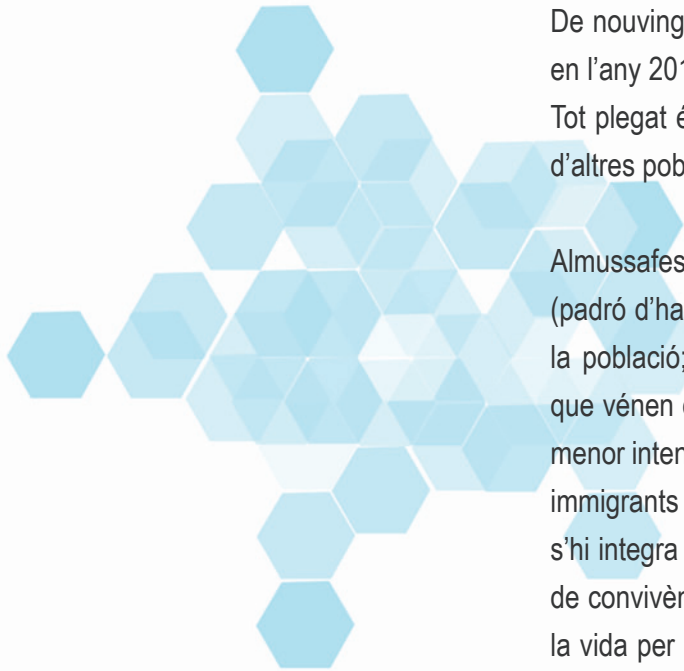 De nouving
en l’any 201
Tot plegat é
d’altres pob
Almussafes
(padró d’ha
la població;
que vénen
menor inten
immigrants
s’hi integra
de convivèn
la vida per